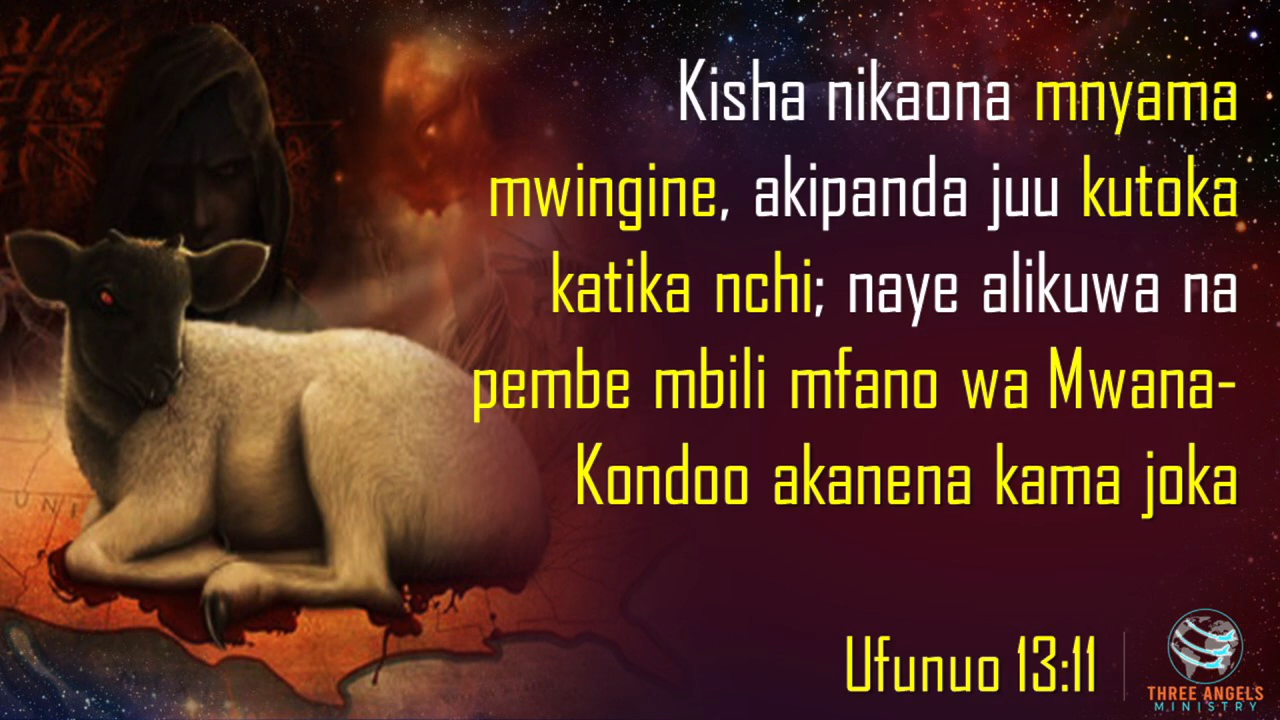 Kisha nikaona mnyama
mwingine, akipanda juu kutoka
katika nchi; naye alikuwa na
pembe mbili mfano wa Mwana-
Kondoo akanena kama joka
UNI
Ufunuo 13:11
THREE ANGELS
MINISTRY